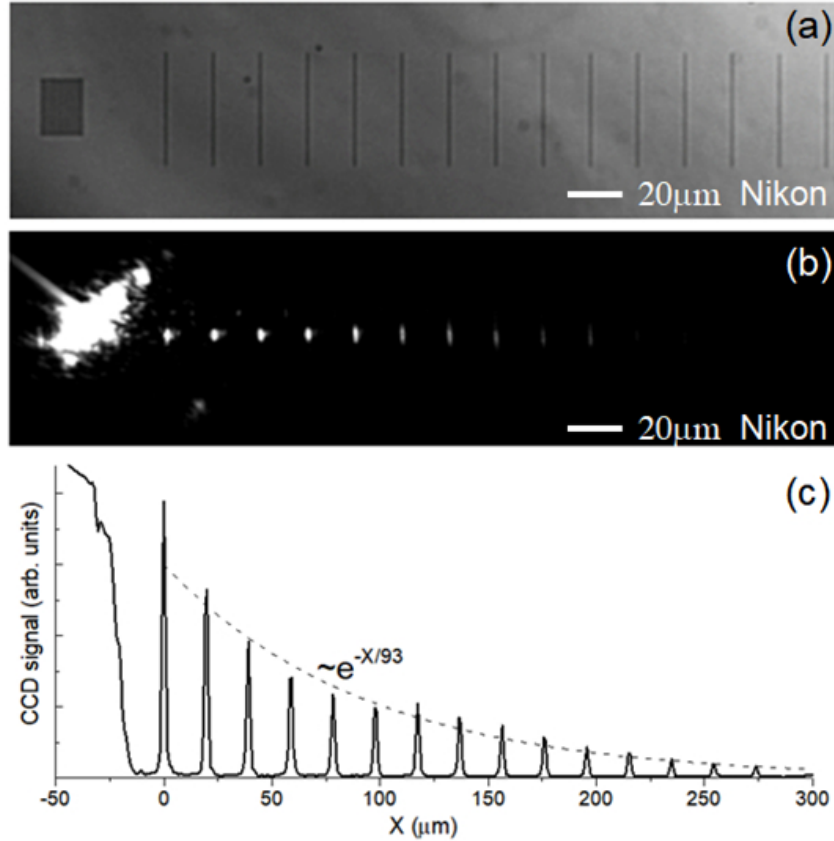 (a)
20μm Nikon
(b)
20μm Nikon
(c)
CCD signal (arb. units)
~e^-X/93
-50 0 50 100 150 200 250 300
X (μm)